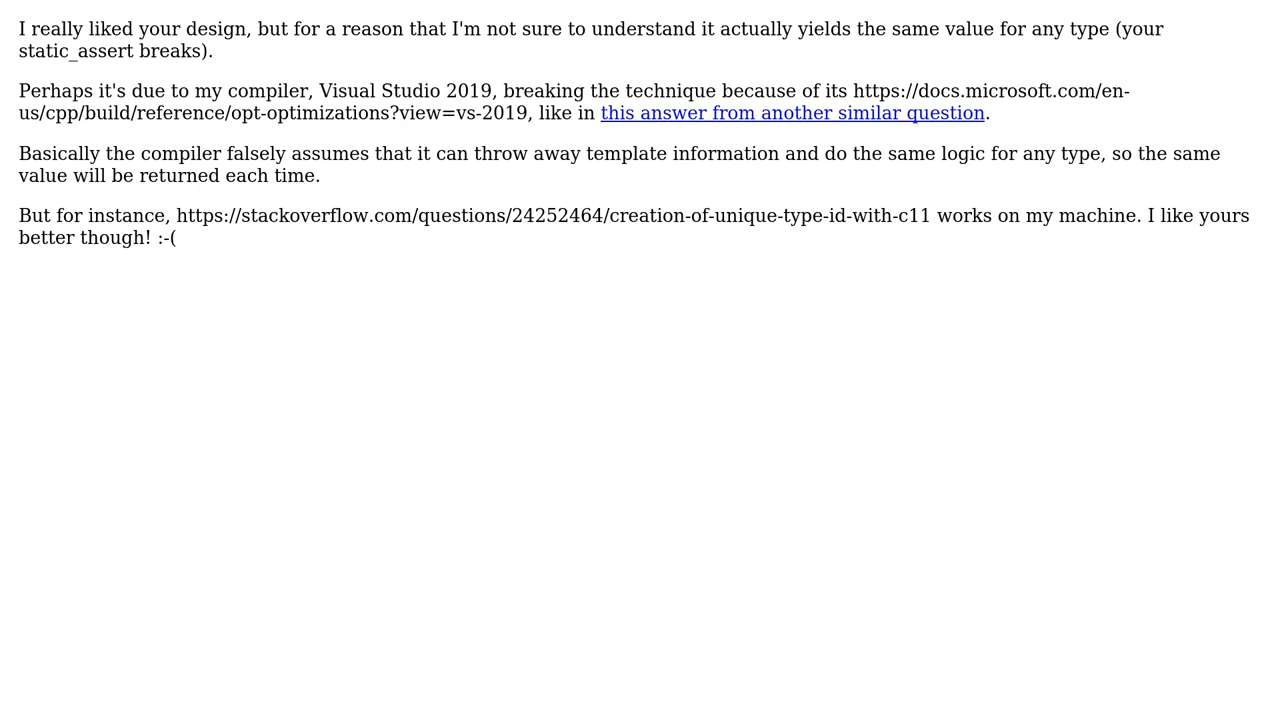 I really liked your design, but for a reason that I'm not sure to understand it actually yields the same value for any type (your
static_assert breaks).
Perhaps it's due to my compiler, Visual Studio 2019, breaking the technique because of its https://docs.microsoft.com/en-
us/cpp/build/reference/opt-optimizations?view=vs-2019, like in this answer from another similar question.
Basically the compiler falsely assumes that it can throw away template information and do the same logic for any type, so the same
value will be returned each time.
But for instance, https://stackoverflow.com/questions/24252464/creation-of-unique-type-id-with-c11 works on my machine. I like yours
better though! :-(